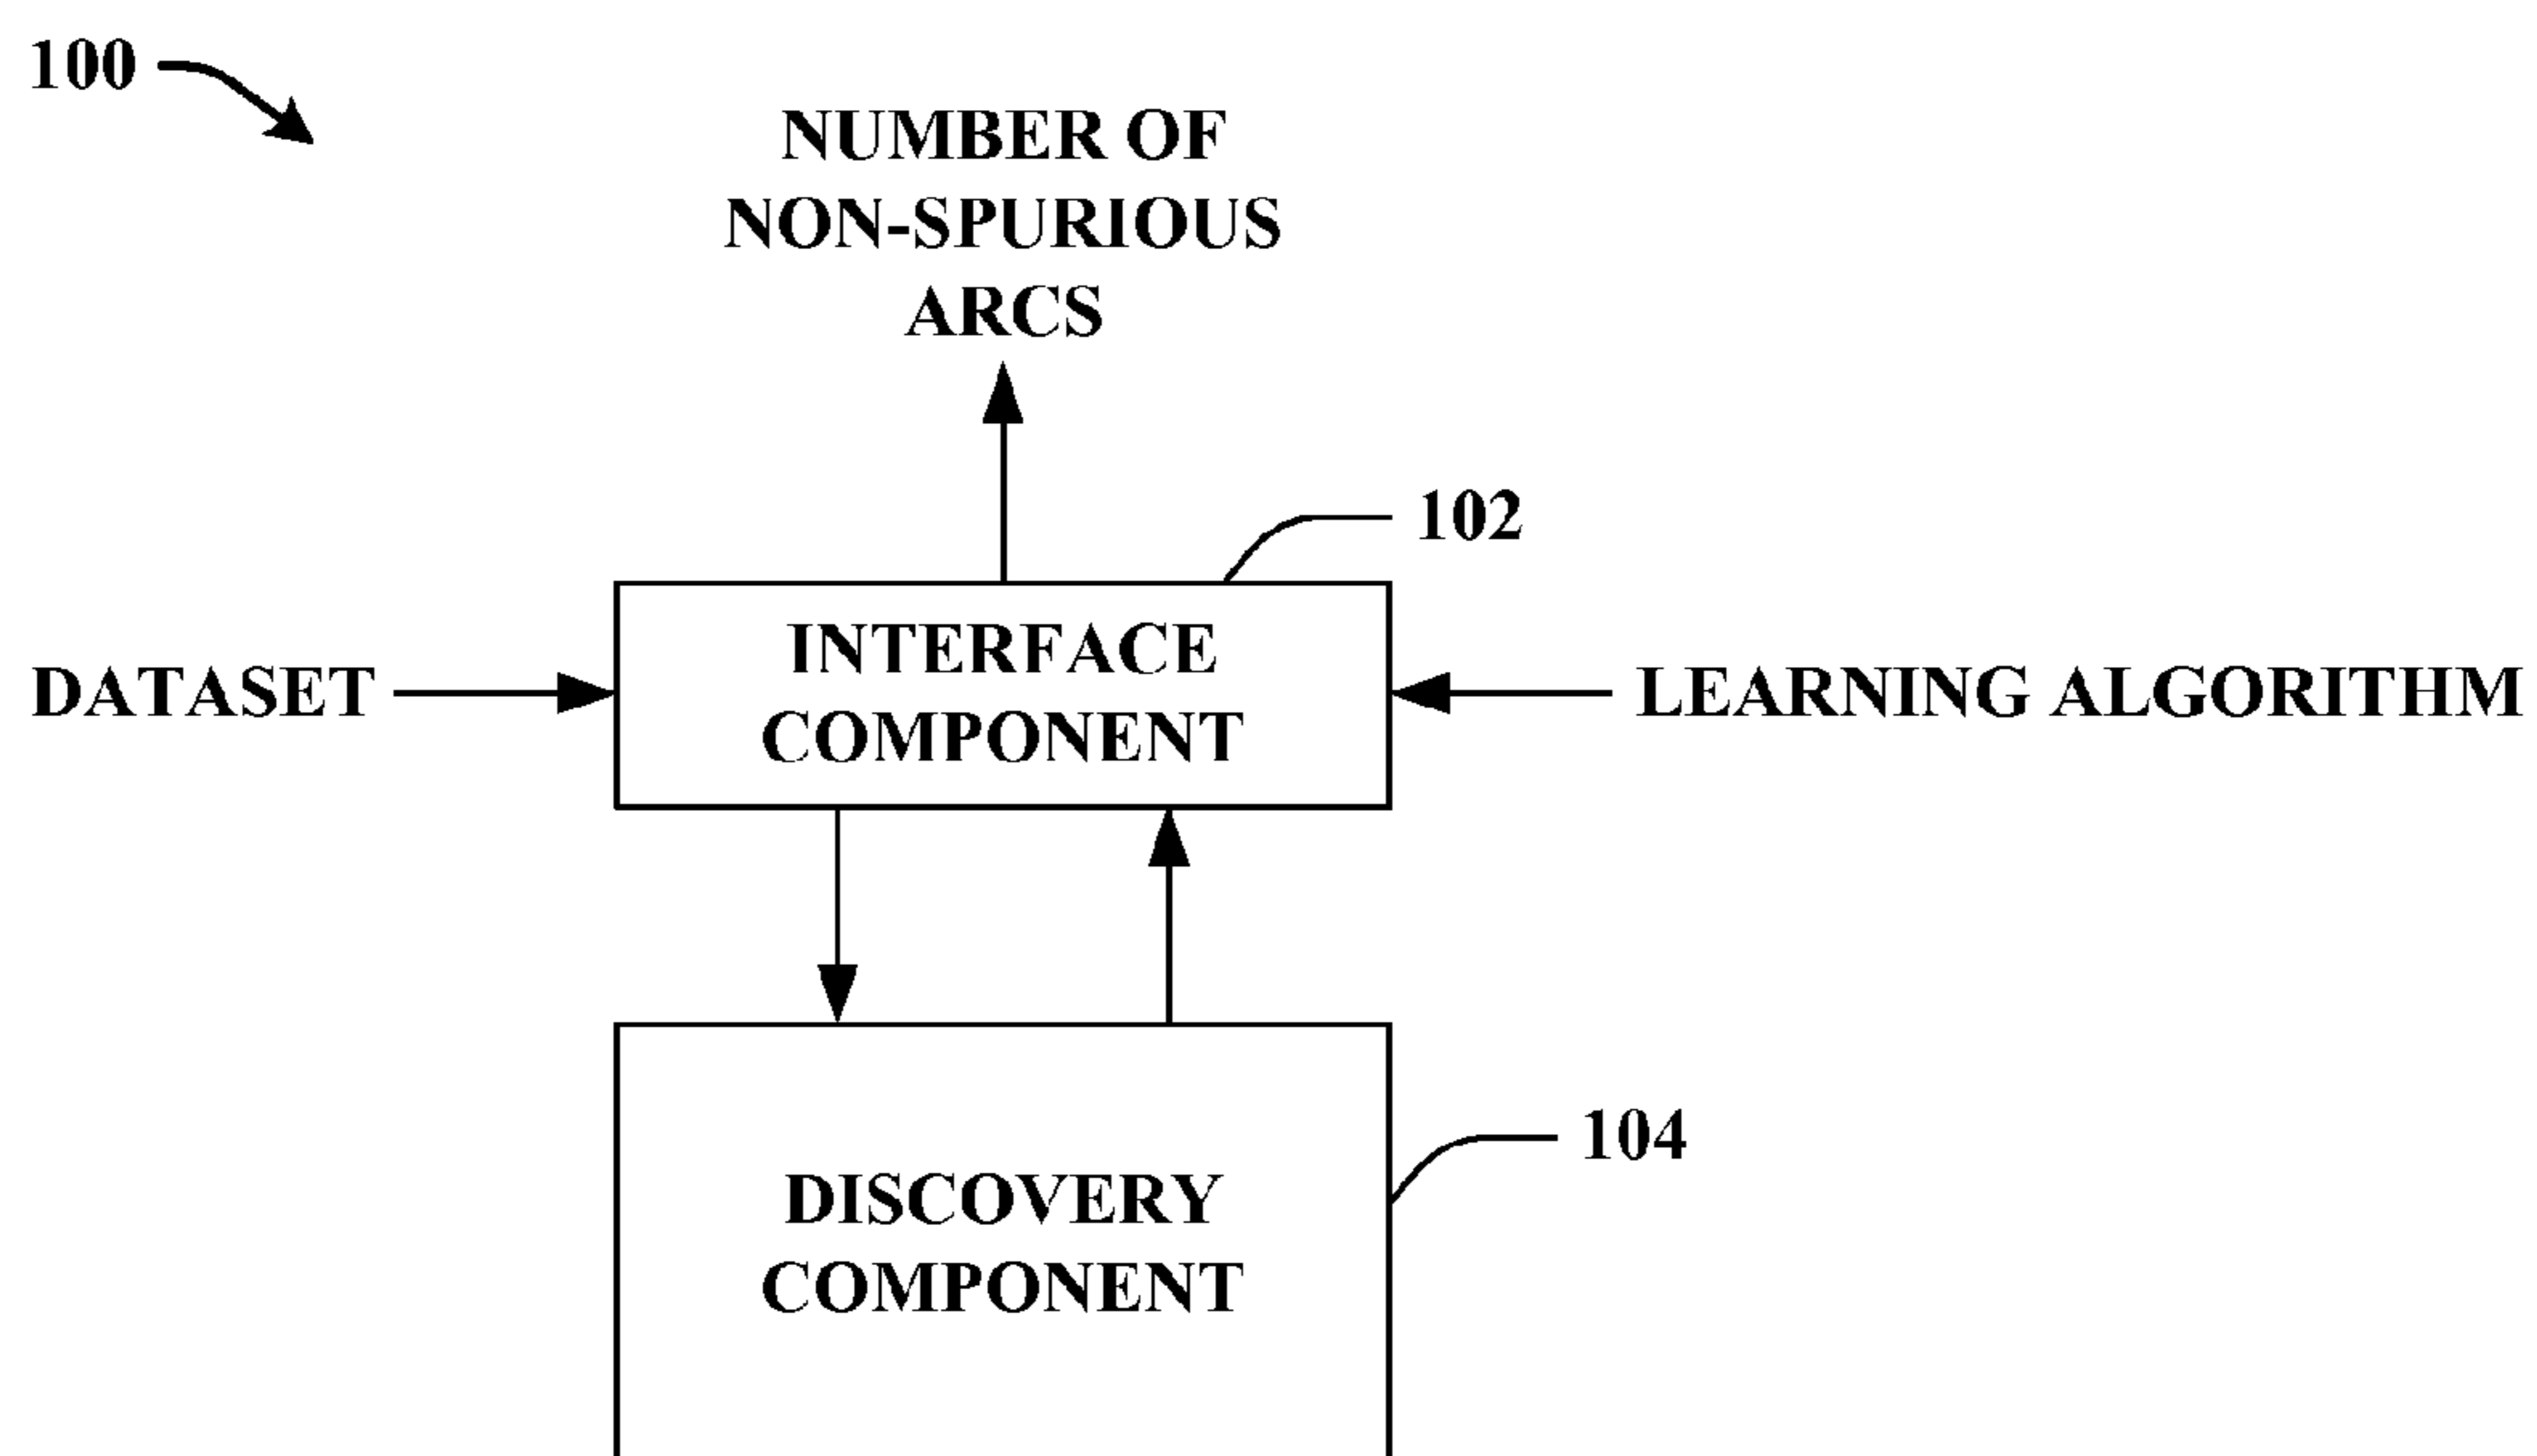 100
NUMBER OF
NON-SPURIOUS
ARCS
102
INTERFACE
COMPONENT
DATASET
LEARNING ALGORITHM
DISCOVERY
COMPONENT
104